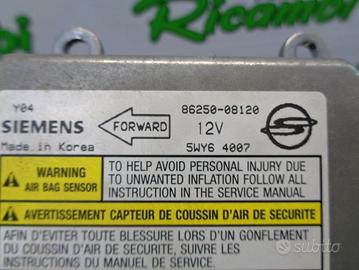 Ricambi
Y04
SIEMENS
Made in Korea
FORWARD
86250-08120
12V
5WY6 4007
WARNING
AIR BAG SENSOR
TO HELP AVOID PERSONAL INJURY DUE
TO UNWANTED INFLATION FOLLOW ALL
INSTRUCTION IN THE SERVICE MANUAL
AVERTISSEMENT CAPTEUR DE COUSSIN D'AIR DE SECURITE
AFIN D'EVITER TOUTE BLESSURE LORS D'UN GONFLEMENT
DU COUSSIN D'AIR DE SECURITE, SUIVRE LES
INSTRUCTIONS DU MANUEL DE SERVICE
subito